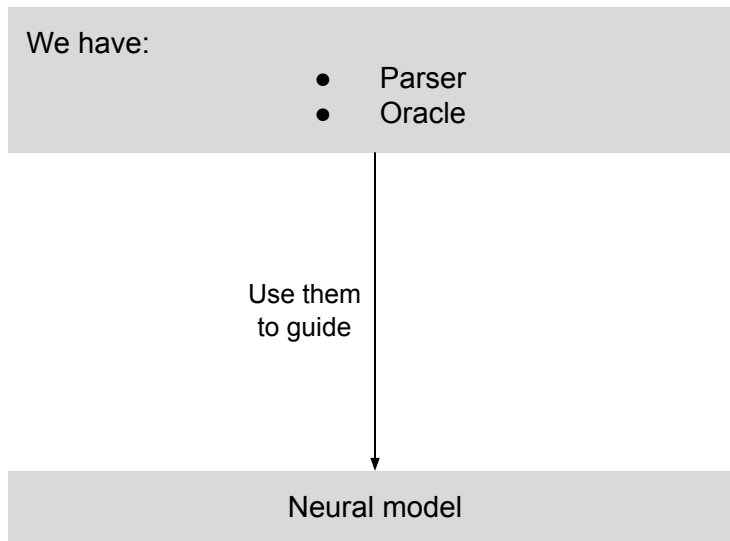 We have:
● Parser
● Oracle
Use them
to guide
Neural model